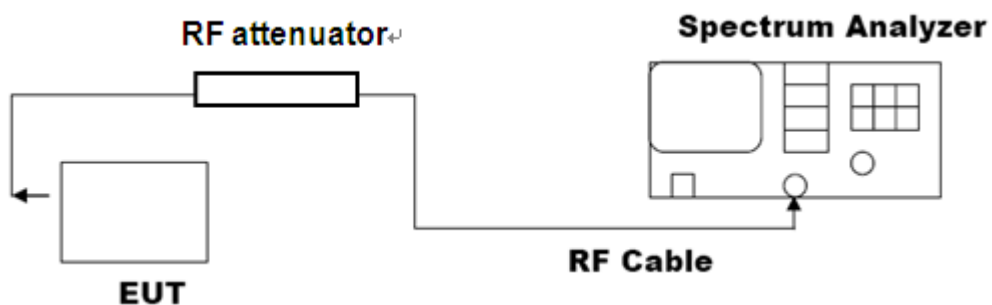 RF attenuator↵
Spectrum Analyzer
RF Cable
EUT